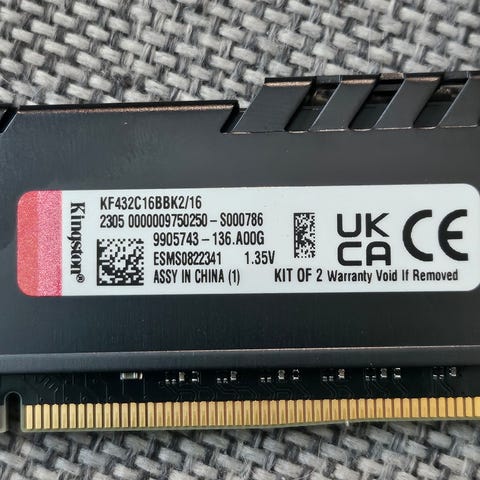 Kingston®
KF432C16BBK2/16
2305 0000009750250-S000786
9905743-136.A00G
ESMS0822341 1.35V
ASSY IN CHINA (1)
KIT OF 2 Warranty Void If Removed
UK
CA
CE